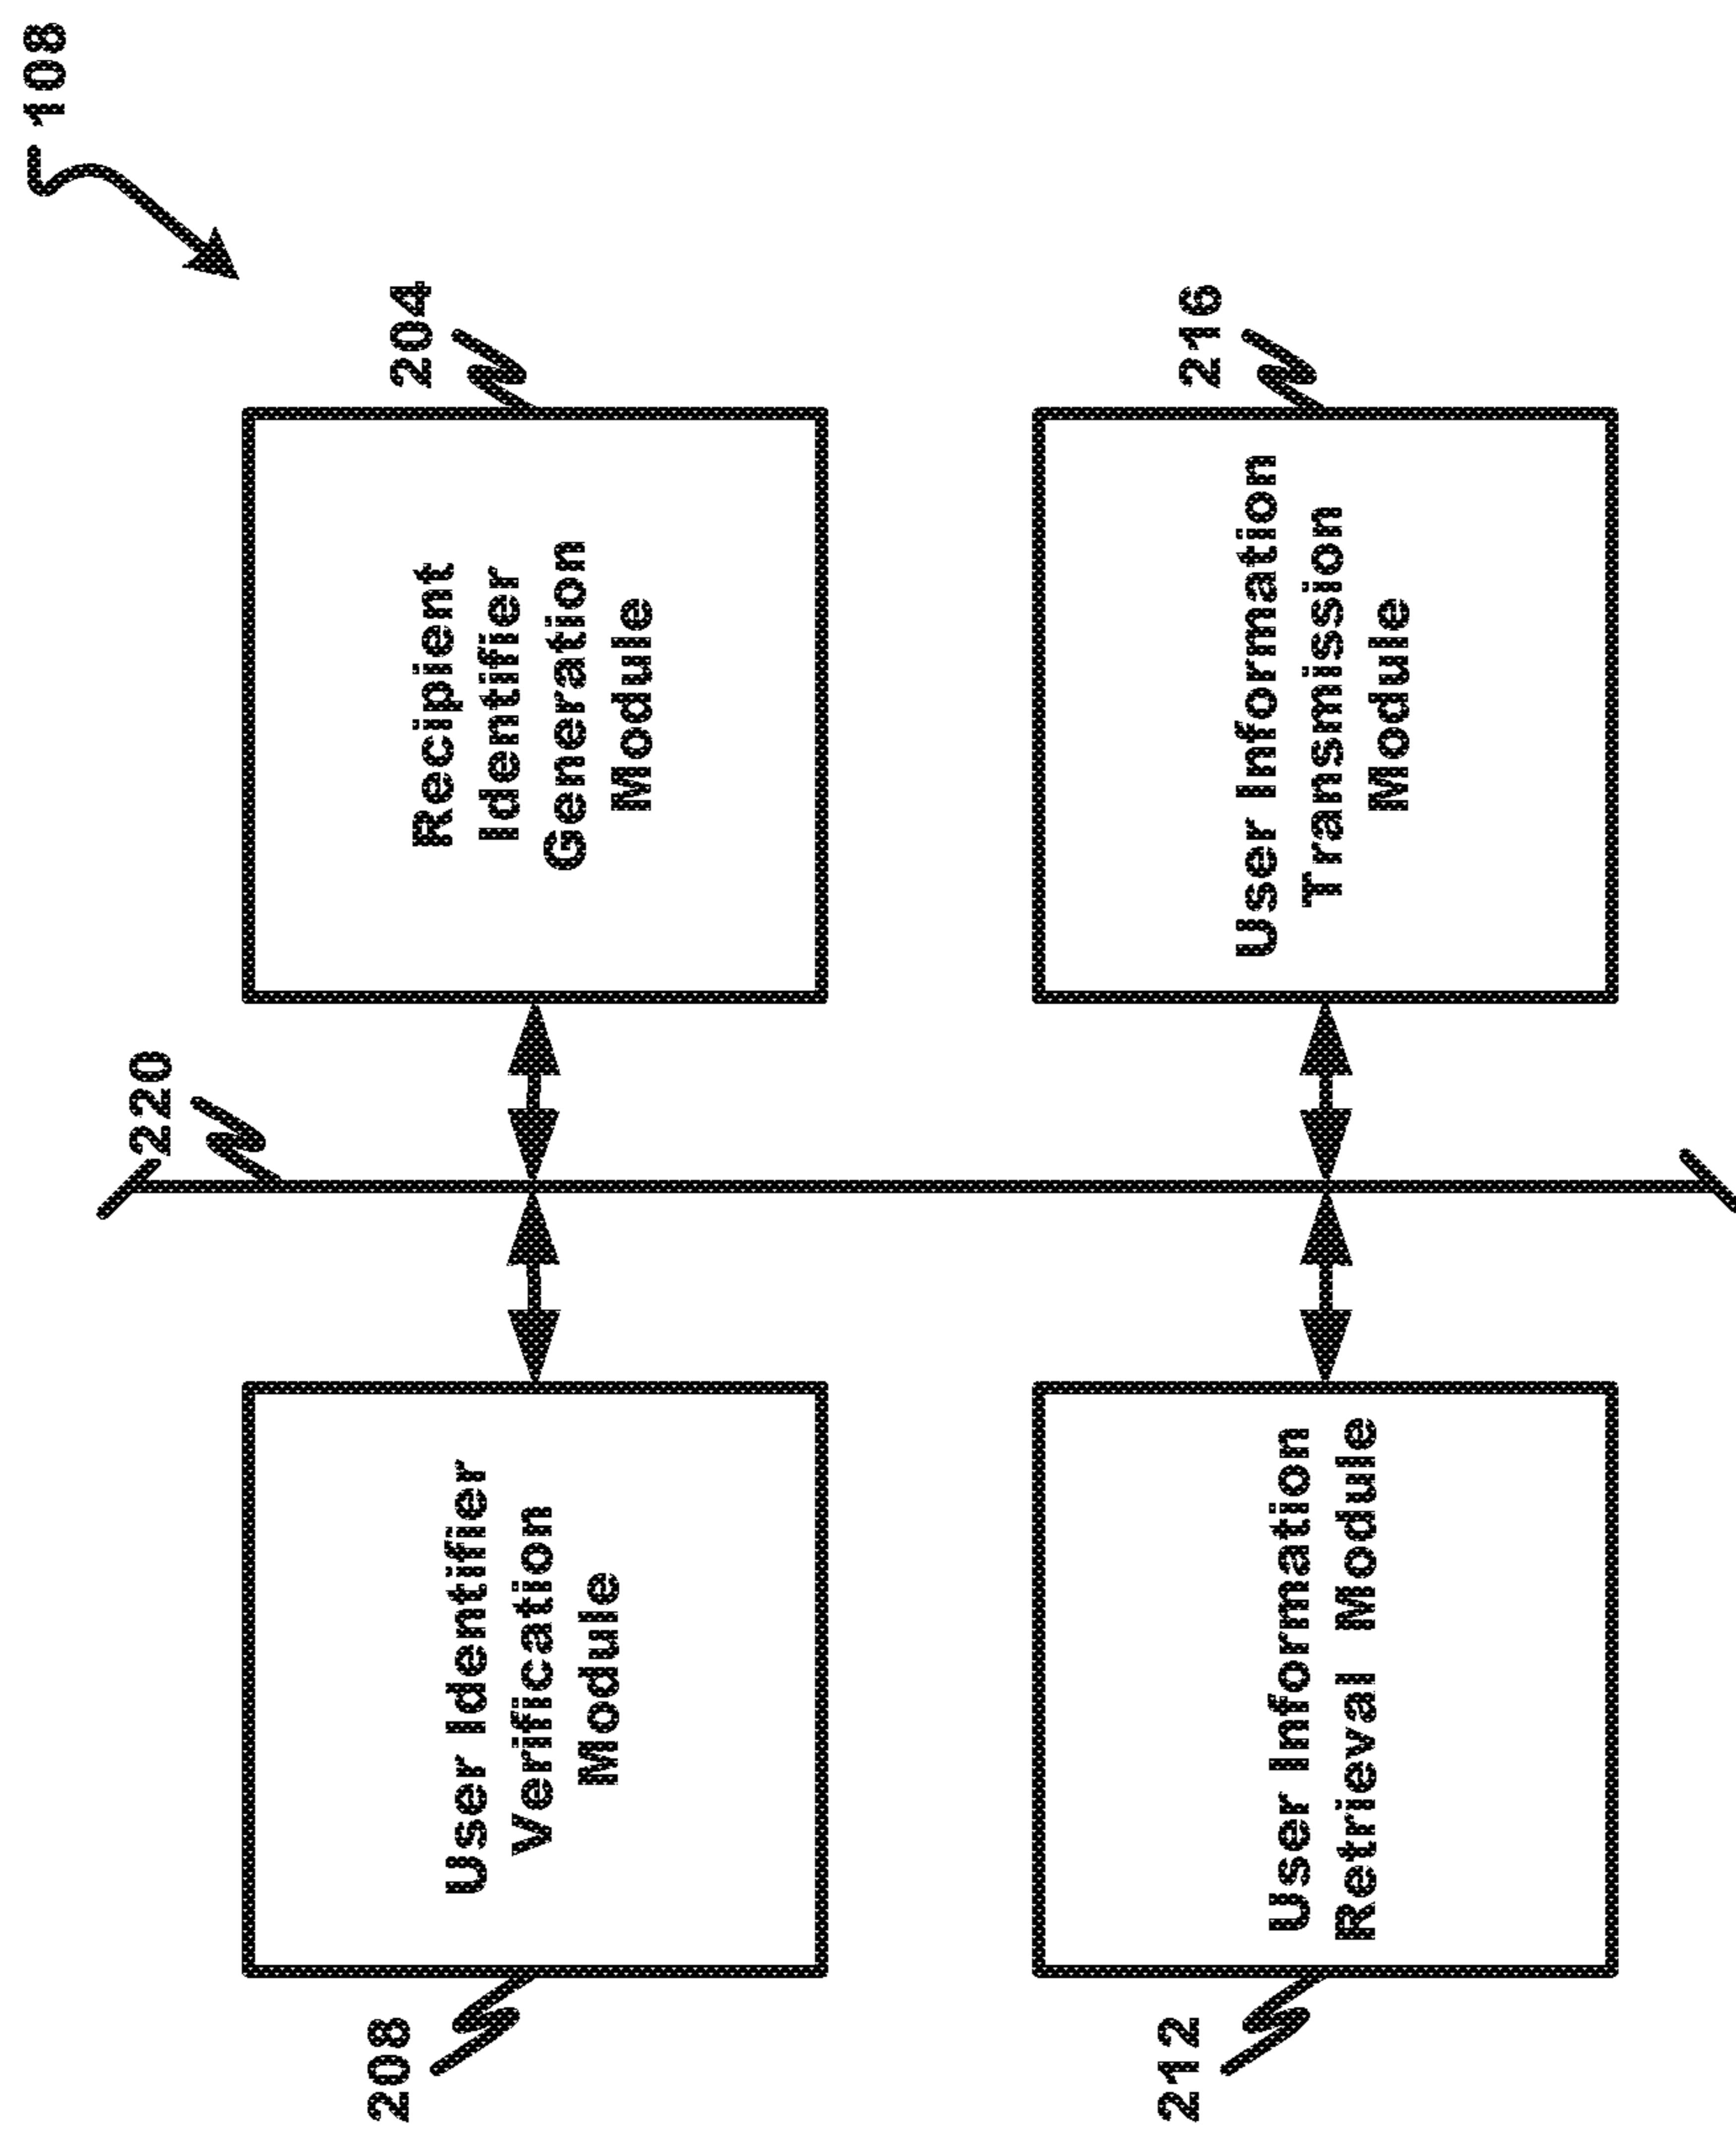 108
220
208
User Identifier
Verification
Module
204
Recipient
Identifier
Generation
Module
212
User Information
Retrieval Module
216
User Information
Transmission
Module